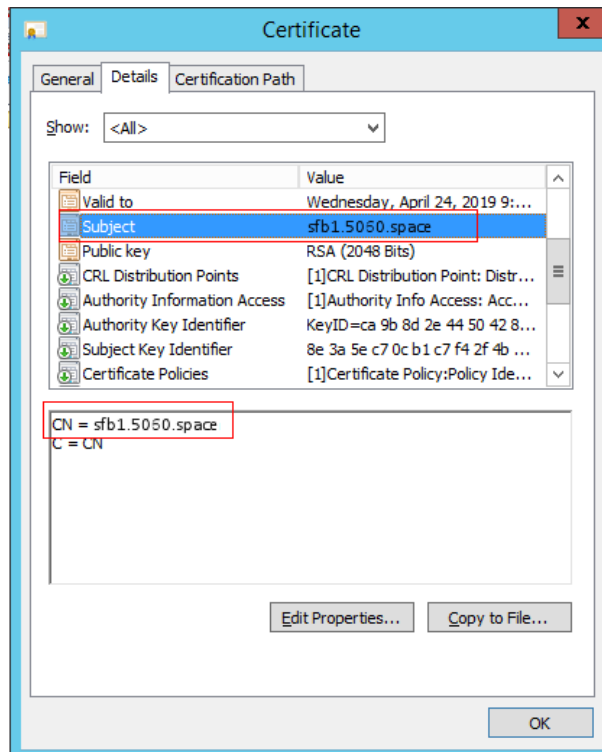 Certificate
x
General Details Certification Path
Show: <All>
Field Value
Valid to Wednesday, April 24, 2019 9:...
Subject sfb1.5060.space
Public key RSA (2048 Bits)
CRL Distribution Points [1]CRL Distribution Point: Distr...
Authority Information Access [1]Authority Info Access: Acc...
Authority Key Identifier KeyID=ca 9b 8d 2e 44 50 42 8...
Subject Key Identifier 8e 3a 5e c7 0c b1 c7 f4 2f 4b ...
Certificate Policies [1]Certificate Policy:Policy Ide...
CN = sfb1.5060.space
C = CN
Edit Properties... Copy to File...
OK